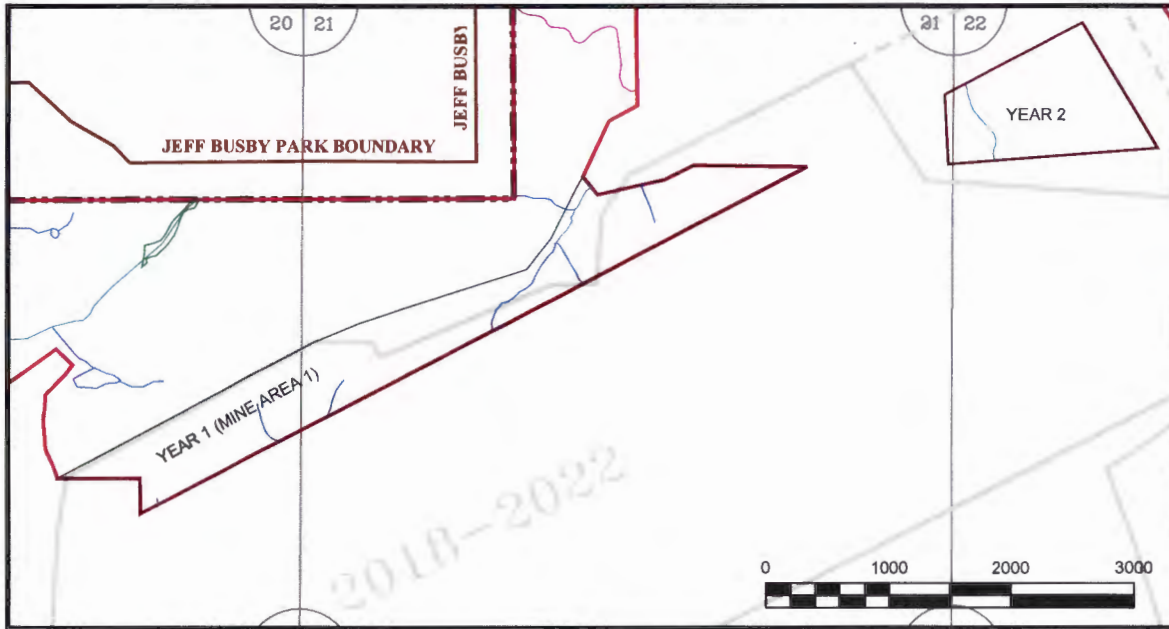 20 21
21 22
JEFF BUSBY
YEAR 2
JEFF BUSBY PARK BOUNDARY
YEAR 1 (MINE AREA 1)
2018-2022
0 1000 2000 3000